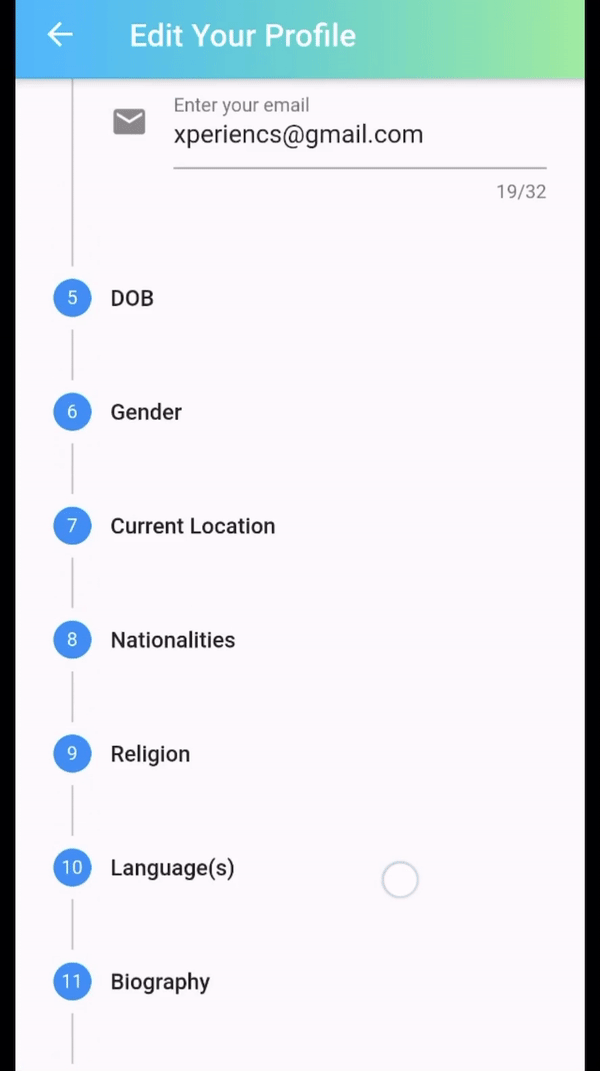 Edit Your Profile
Enter your email
xperiencs@gmail.com
19/32
5 DOB
6 Gender
7 Current Location
8 Nationalities
9 Religion
10 Language(s)
11 Biography